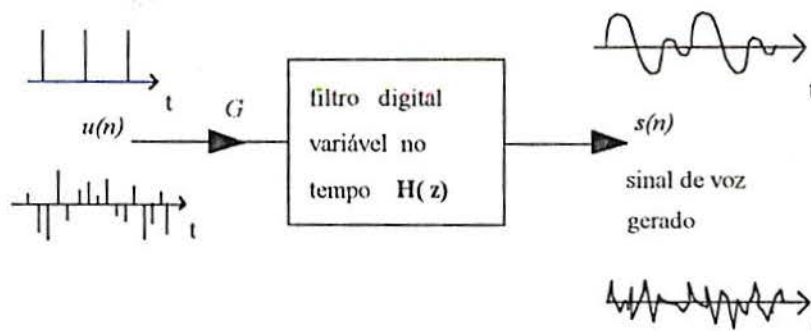 t
G
u(n)
t
filtro digital
variável no
tempo H(z)
s(n)
sinal de voz
gerado